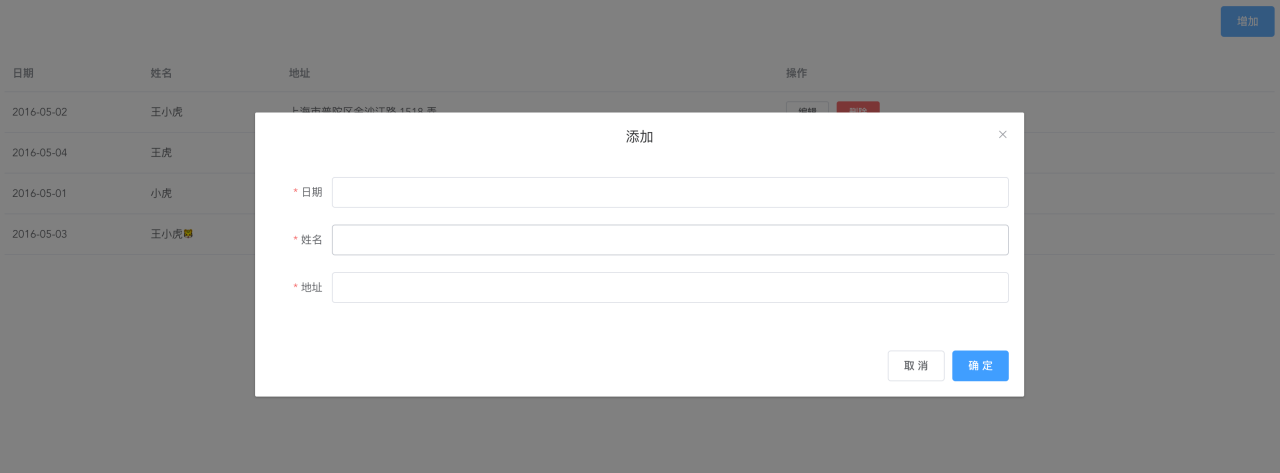 增加
日期 姓名 地址 操作
2016-05-02 王小虎 上海市普陀区金沙江路 1518 弄 编辑 删除
添加
2016-05-04 王虎
* 日期
2016-05-01 小虎
* 姓名
2016-05-03 王小虎🐯
* 地址
取 消 确 定